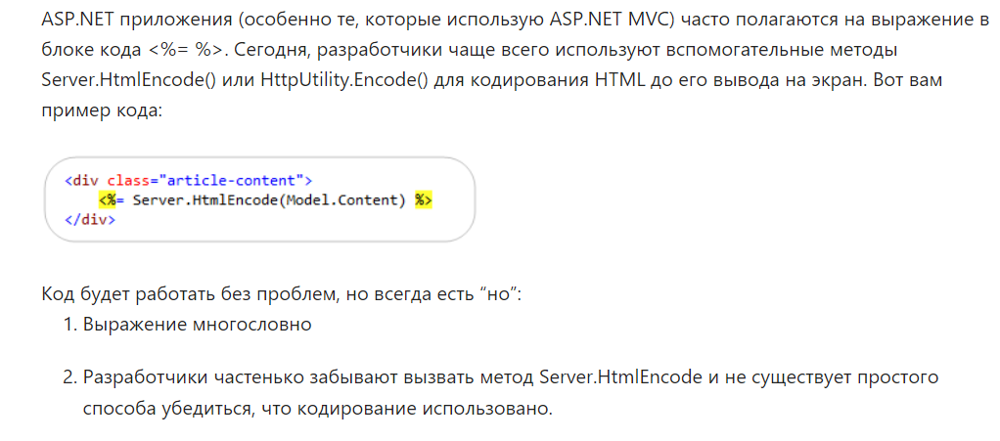 ASP.NET приложения (особенно те, которые использую ASP.NET MVC) часто полагаются на выражение в
блоке кода <%= %>. Сегодня, разработчики чаще всего используют вспомогательные методы
Server.HtmlEncode() или HttpUtility.Encode() для кодирования HTML до его вывода на экран. Вот вам
пример кода:
<div class="article-content">
<%= Server.HtmlEncode(Model.Content) %>
</div>
Код будет работать без проблем, но всегда есть “но”:
1. Выражение многословно
2. Разработчики частенько забывают вызвать метод Server.HtmlEncode и не существует простого
способа убедиться, что кодирование использовано.